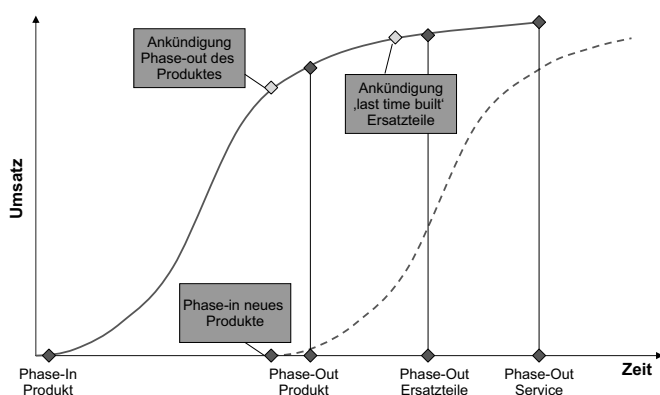 Ankündigung
Phase-out des
Produktes
Ankündigung
‚last time built‘
Ersatzteile
Umsatz
Phase-in neues
Produkte
Zeit
Phase-In
Produkt
Phase-Out
Produkt
Phase-Out
Ersatzteile
Phase-Out
Service